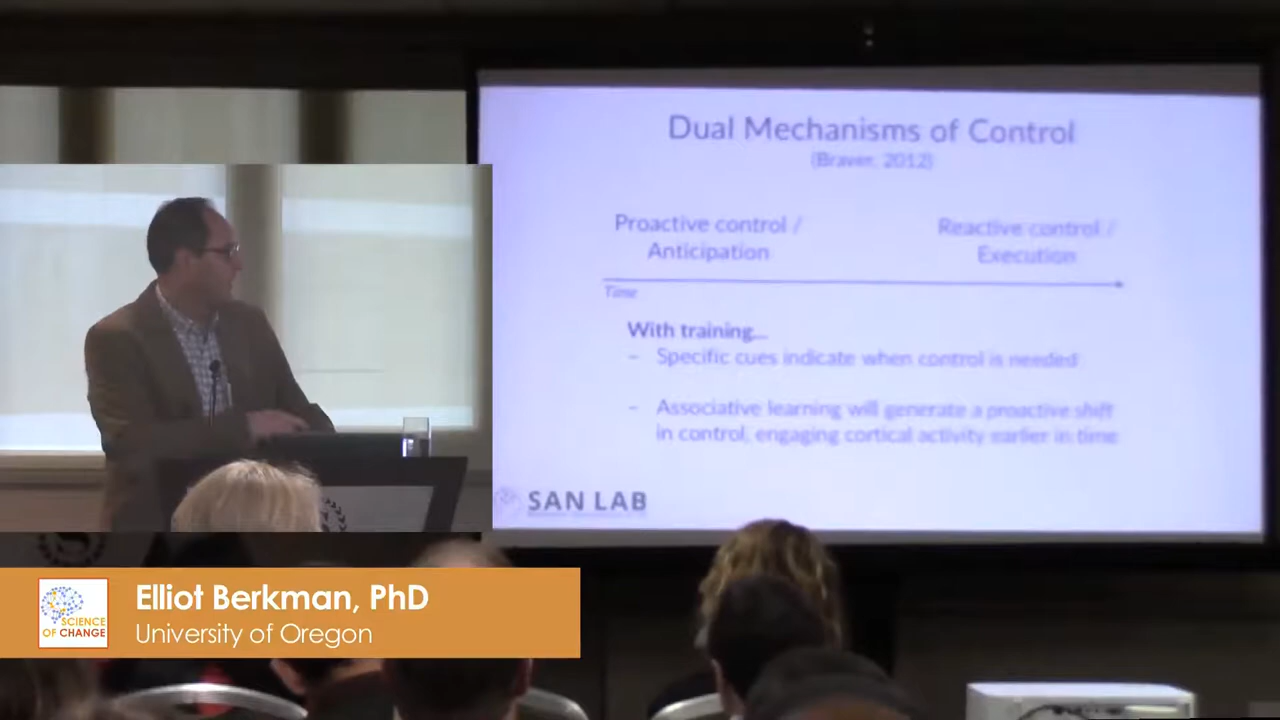 Dual Mechanisms of Control
(Braver, 2012)
Proactive control /
Anticipation
Reactive control /
Execution
Time
With training...
- Specific cues indicate when control is needed
- Associative learning will generate a proactive shift
in control, engaging cortical activity earlier in time
SAN LAB
SCIENCE
OF CHANGE
Elliot Berkman, PhD
University of Oregon